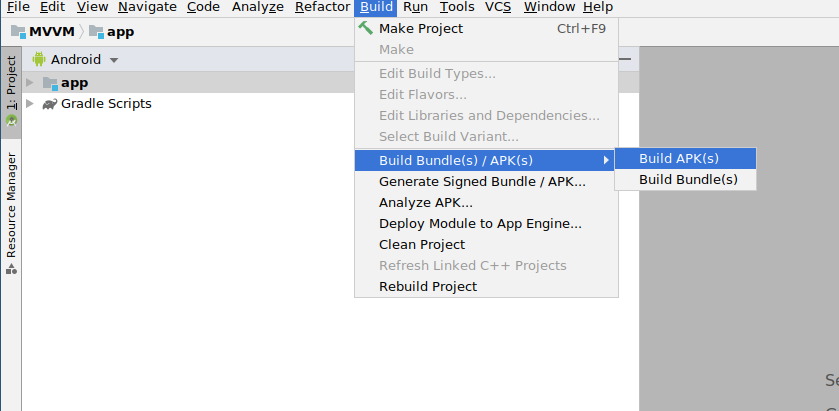 File Edit View Navigate Code Analyze Refactor Build Run Tools VCS Window Help
MVVM app
1: Project
Resource Manager
Android
app
Gradle Scripts
Make Project Ctrl+F9
Make
Edit Build Types...
Edit Flavors...
Edit Libraries and Dependencies...
Select Build Variant...
Build Bundle(s) / APK(s)
Generate Signed Bundle / APK...
Analyze APK...
Deploy Module to App Engine...
Clean Project
Refresh Linked C++ Projects
Rebuild Project
Build APK(s)
Build Bundle(s)